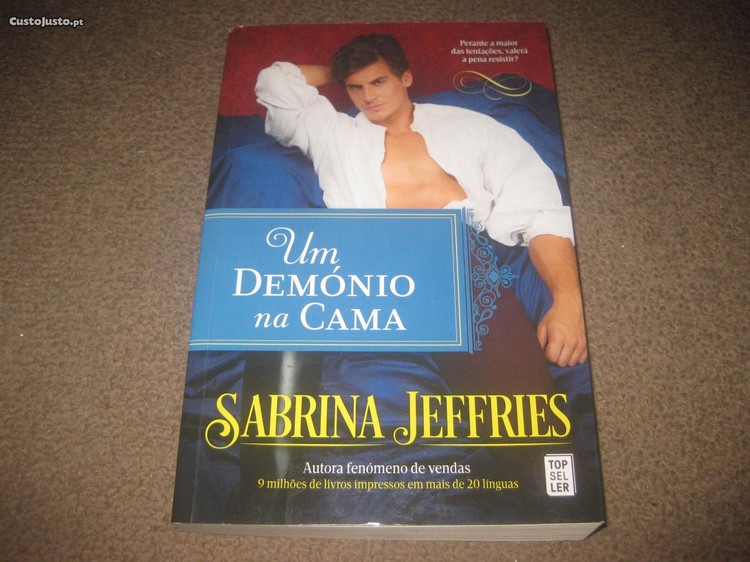 CustoJusto.pt
Perante a maior
das tentações, valerá
a pena resistir?
Um
DEMÓNIO
na CAMA
SABRINA JEFFRIES
Autora fenómeno de vendas
9 milhões de livros impressos em mais de 20 línguas
TOP
SEL
LER